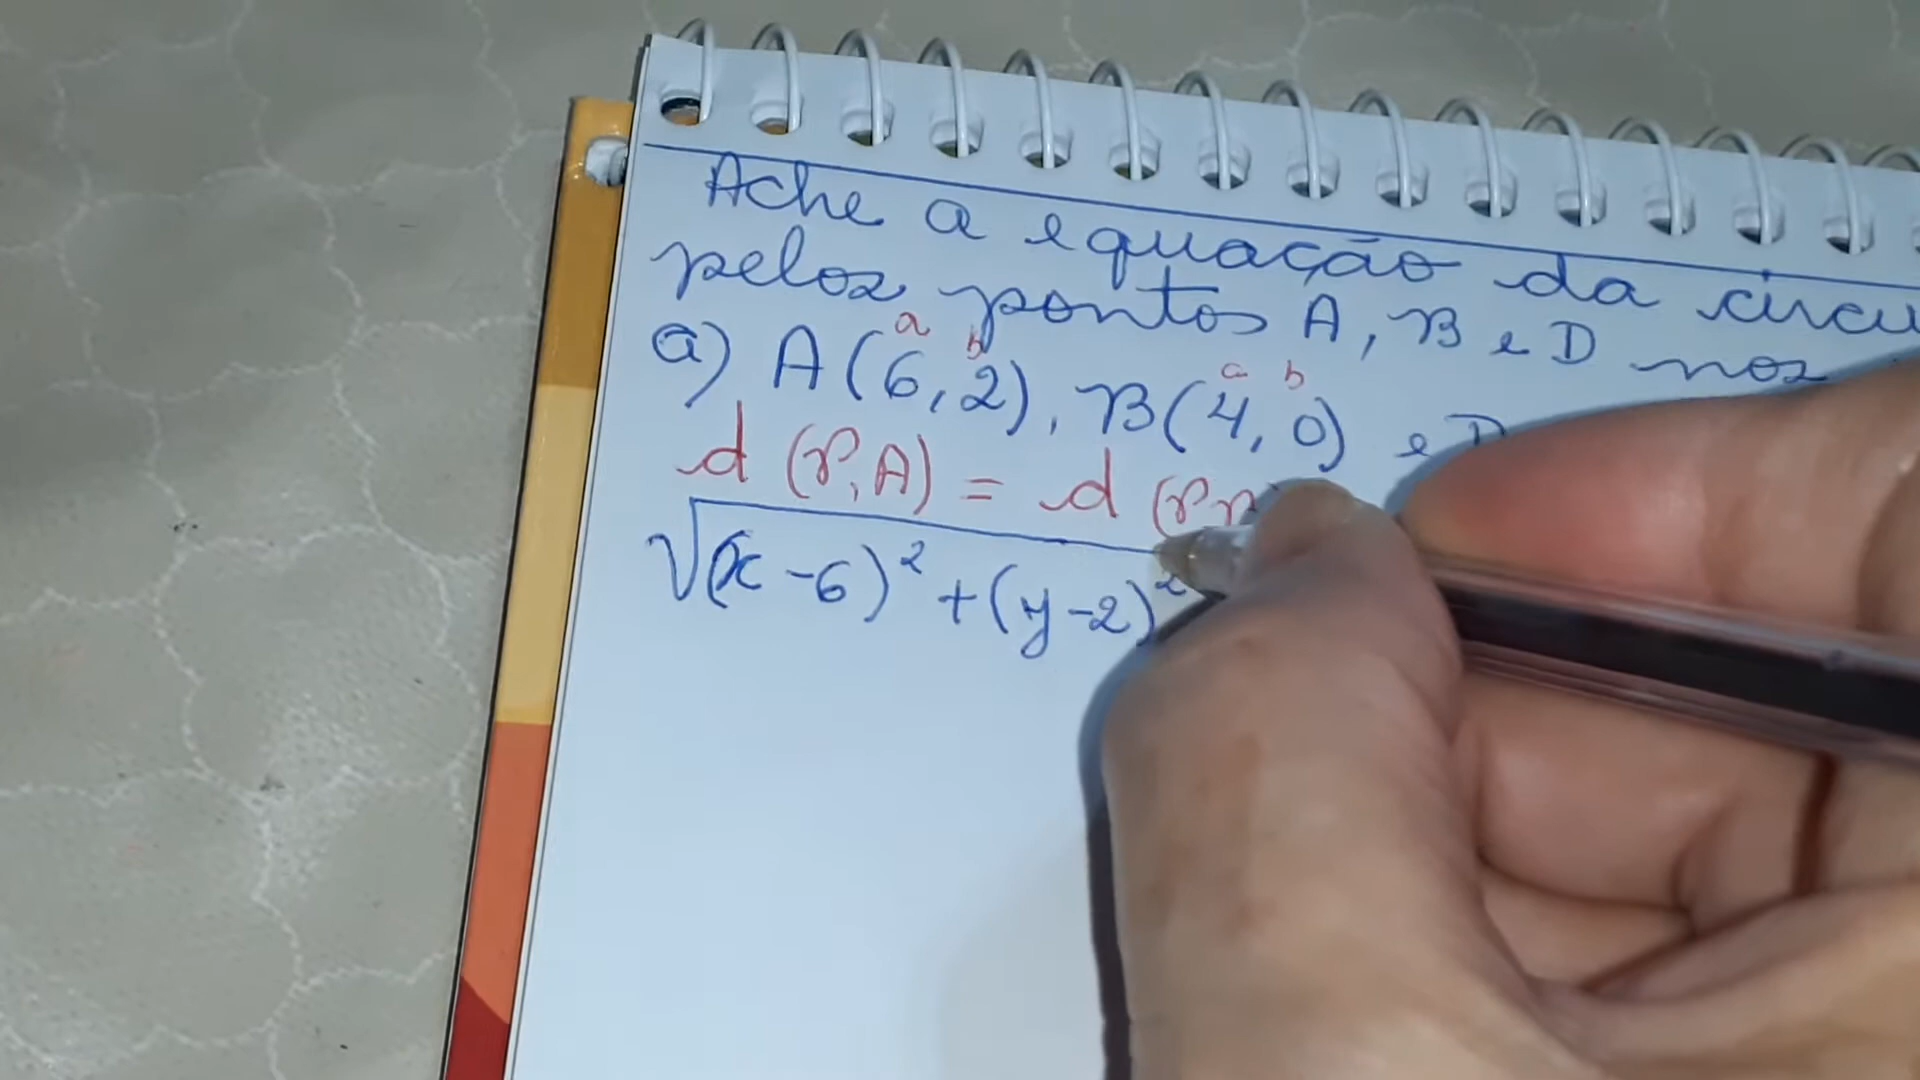 Ache a equação da circu
pelos pontos A, B e D nos
a b a b
a) A(6,2), B(4,0) e D
d (P,A) = d (P,B
√(x-6)² + (y-2)²